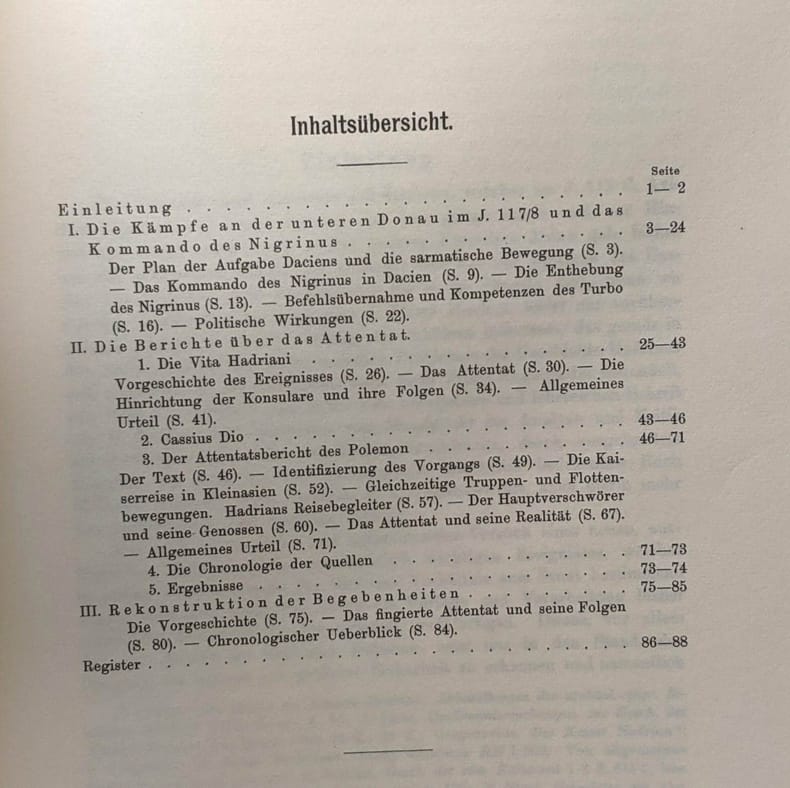 Inhaltsübersicht.
Seite
Einleitung . . . . . . . . . . . . . . . . . . . . 1— 2
I. Die Kämpfe an der unteren Donau im J. 117/8 und das
Kommando des Nigrinus . . . . . . . . . . . . . . 3—24
Der Plan der Aufgabe Daciens und die sarmatische Bewegung (S. 3).
— Das Kommando des Nigrinus in Dacien (S. 9). — Die Enthebung
des Nigrinus (S. 13). — Befehlsübernahme und Kompetenzen des Turbo
(S. 16). — Politische Wirkungen (S. 22).
II. Die Berichte über das Attentat.
1. Die Vita Hadriani . . . . . . . . . . . . . . 25—43
Vorgeschichte des Ereignisses (S. 26). — Das Attentat (S. 30). — Die
Hinrichtung der Konsulare und ihre Folgen (S. 34). — Allgemeines
Urteil (S. 41).
2. Cassius Dio . . . . . . . . . . . . . . . . . 43—46
3. Der Attentatsbericht des Polemon . . . . . . . . . . 46—71
Der Text (S. 46). — Identifizierung des Vorgangs (S. 49). — Die Kai-
serreise in Kleinasien (S. 52). — Gleichzeitige Truppen- und Flotten-
bewegungen. Hadrians Reisebegleiter (S. 57). — Der Hauptverschwörer
und seine Genossen (S. 60). — Das Attentat und seine Realität (S. 67).
— Allgemeines Urteil (S. 71).
4. Die Chronologie der Quellen . . . . . . . . . . . . 71—73
5. Ergebnisse . . . . . . . . . . . . . . . . . 73—74
III. Rekonstruktion der Begebenheiten . . . . . . . . . 75—85
Die Vorgeschichte (S. 75). — Das fingierte Attentat und seine Folgen
(S. 80). — Chronologischer Ueberblick (S. 84).
Register . . . . . . . . . . . . . . . . . . . . . 86—88